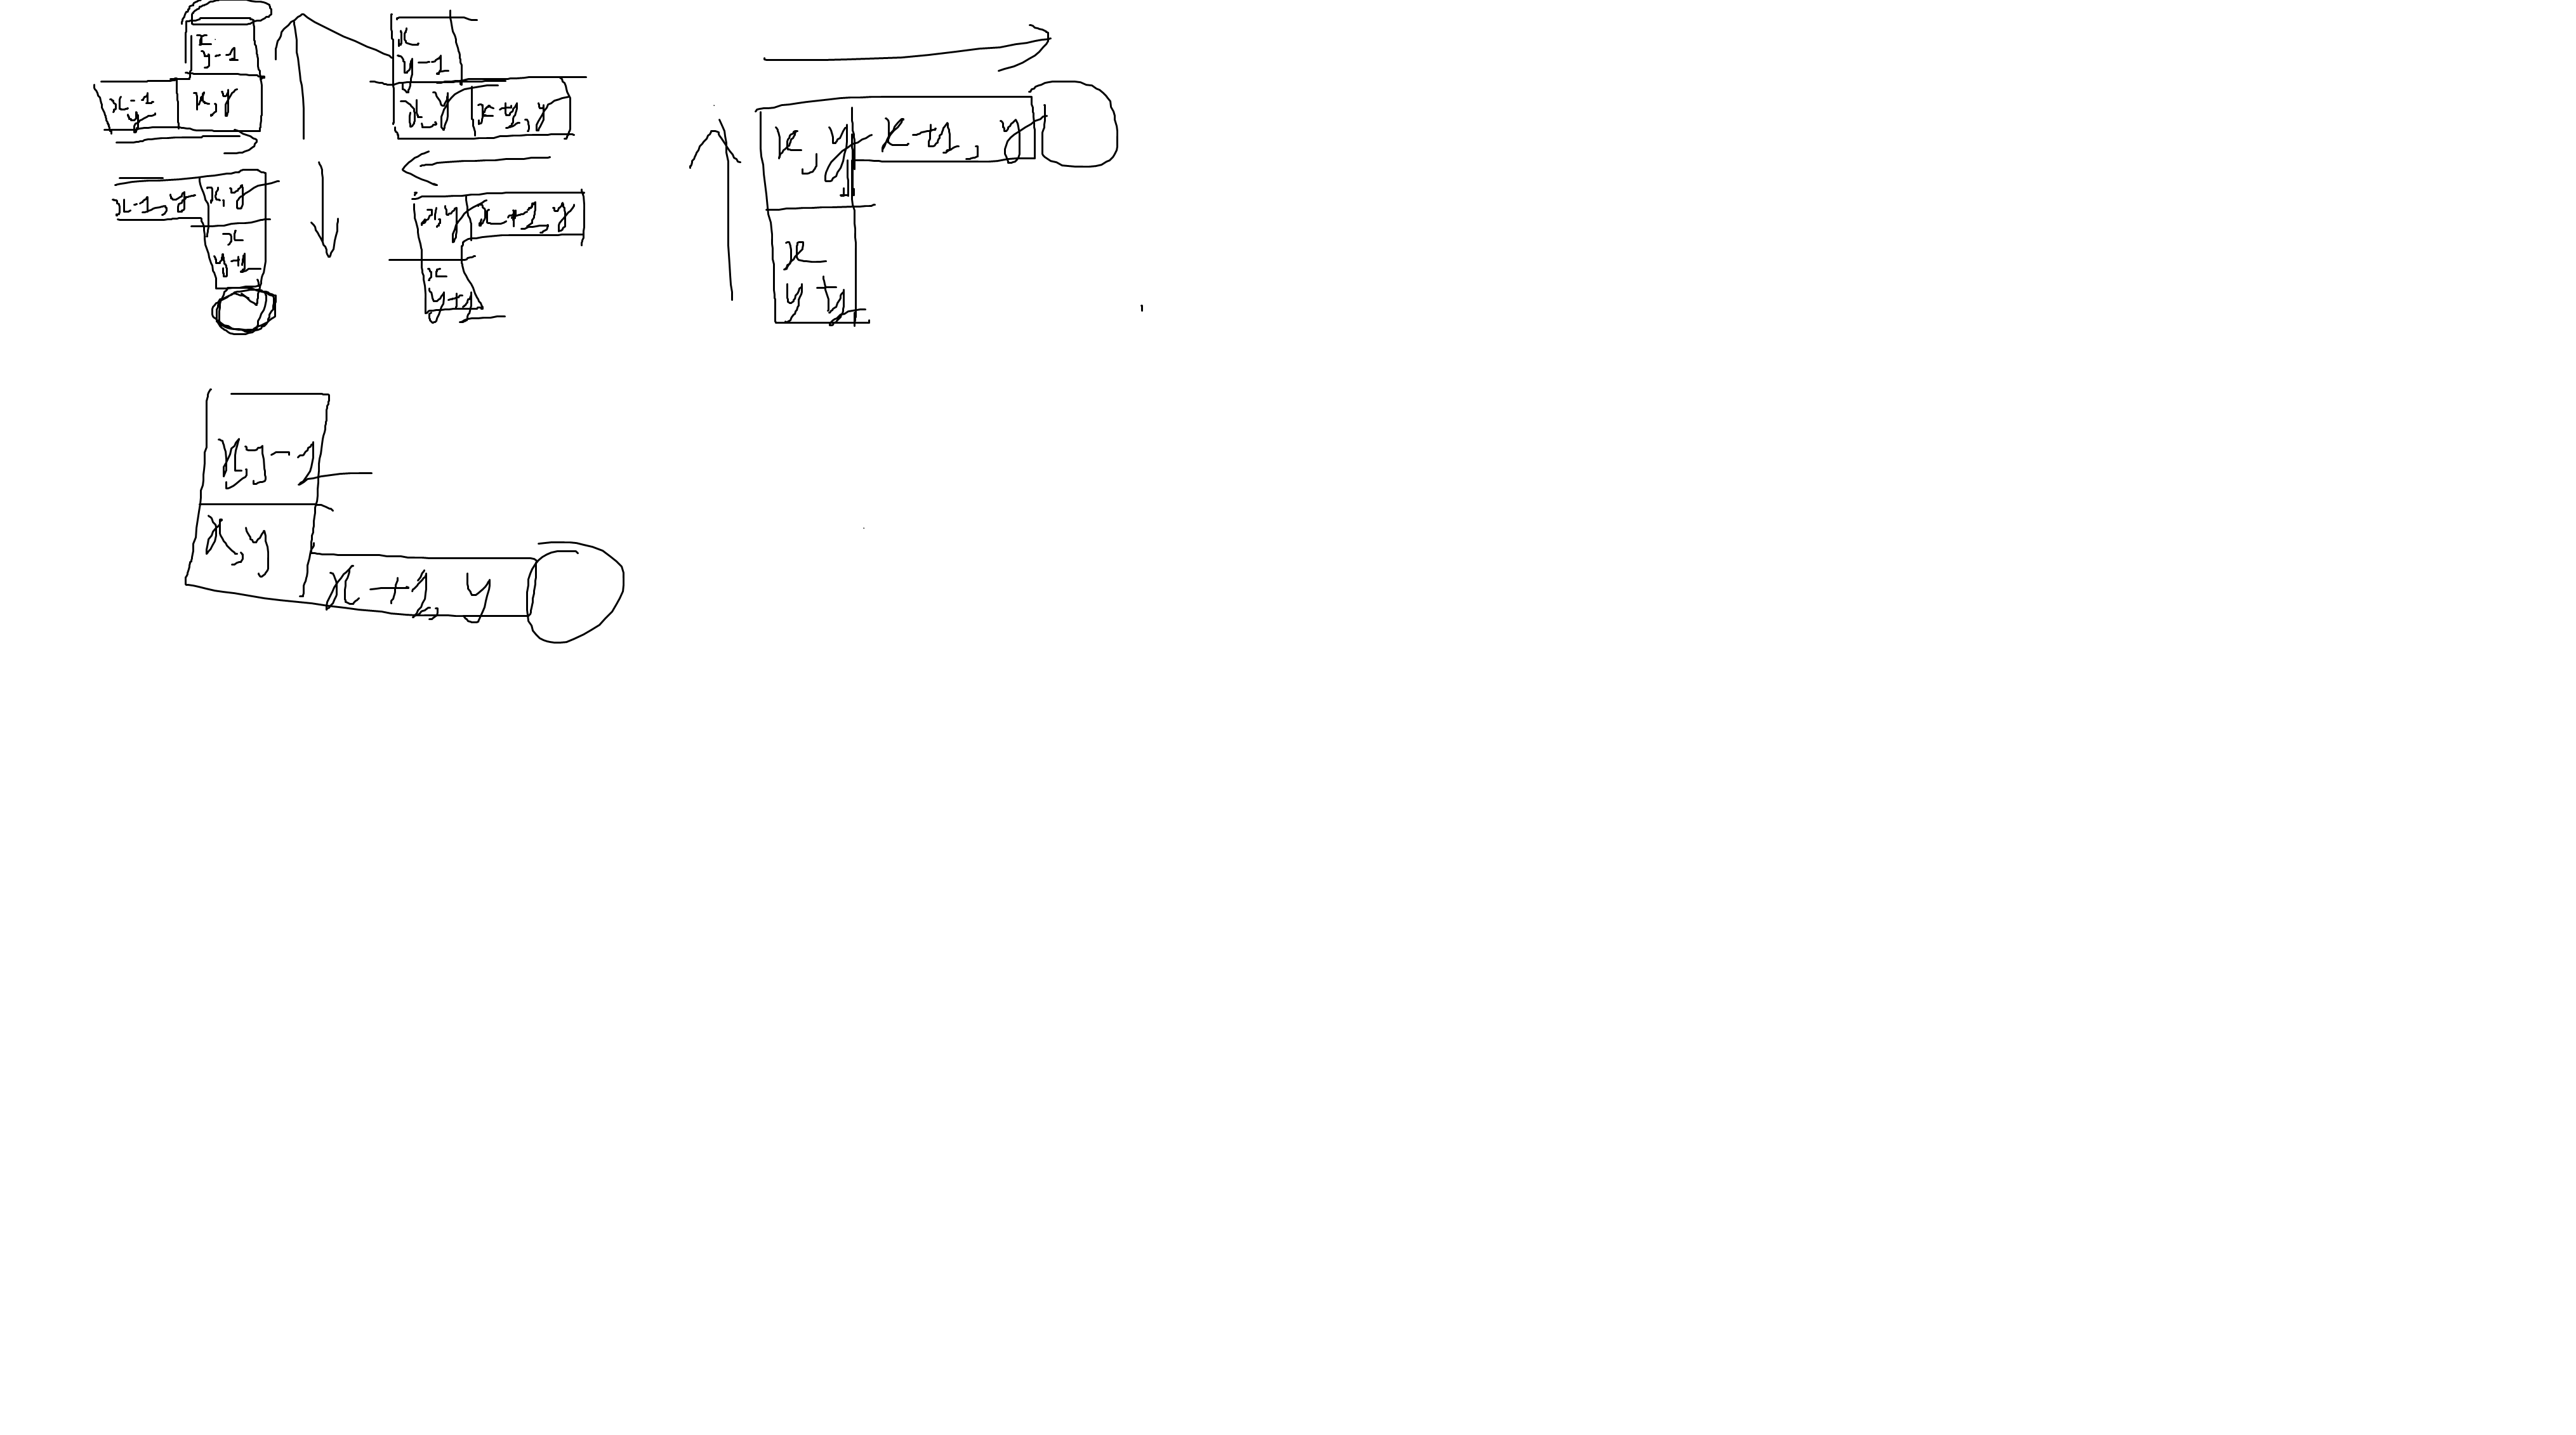 x
y-1
x-1
y
x,y
x
y-1
x,y
x+1,y
x,y
x+1, y
x
y+1
x-1,y
x,y
x
y+1
x,y
x+1,y
x
y+1
x,y-1
x,y
x+1, y